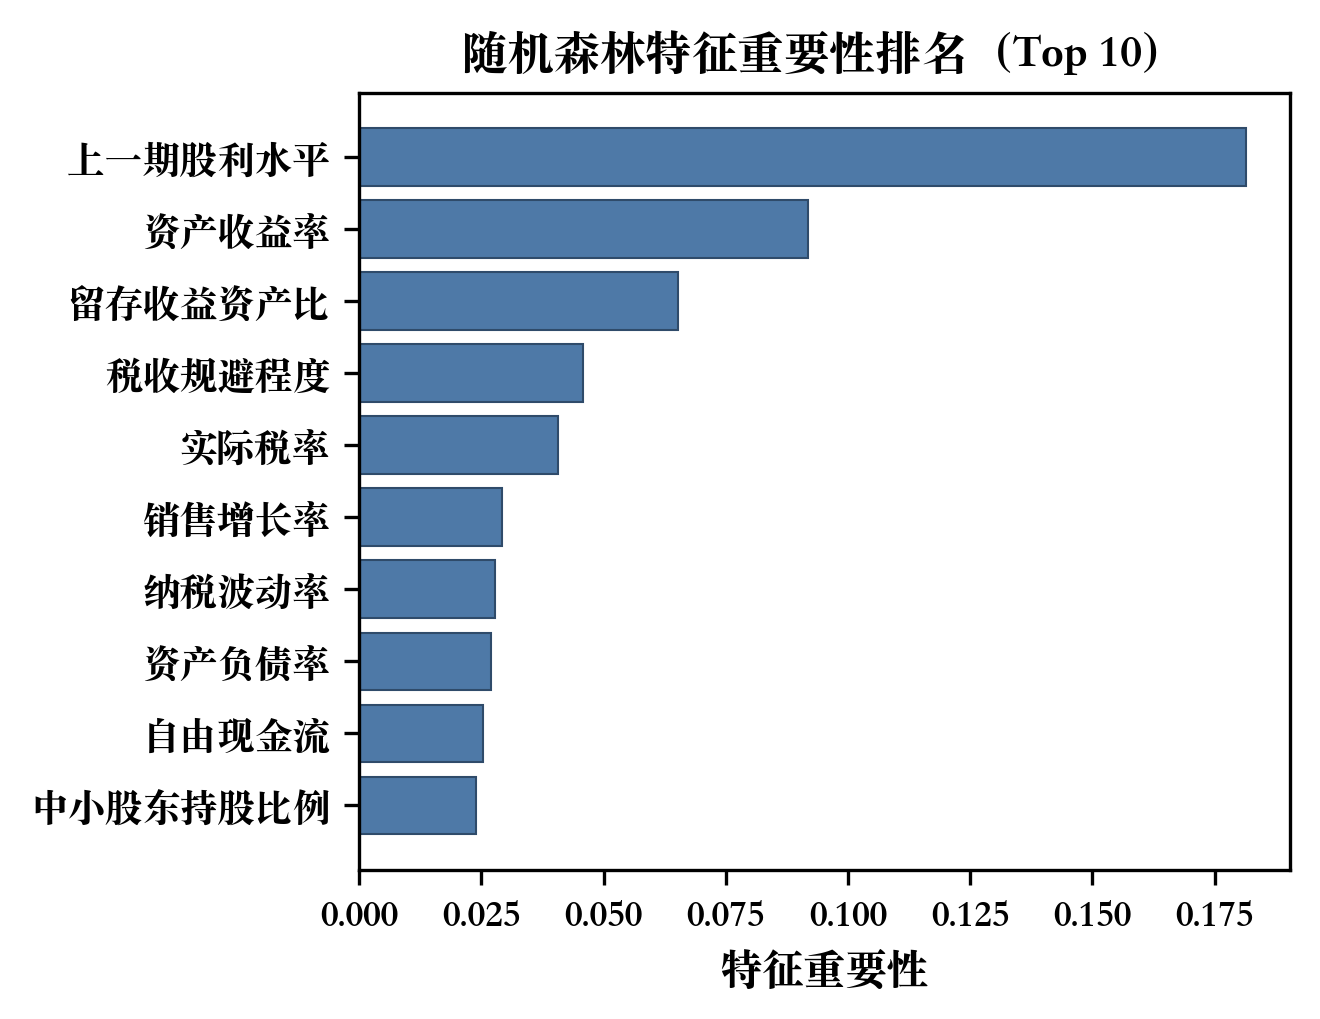 随机森林特征重要性排名（Top 10）
上一期股利水平
资产收益率
留存收益资产比
税收规避程度
实际税率
销售增长率
纳税波动率
资产负债率
自由现金流
中小股东持股比例
0.000 0.025 0.050 0.075 0.100 0.125 0.150 0.175
特征重要性